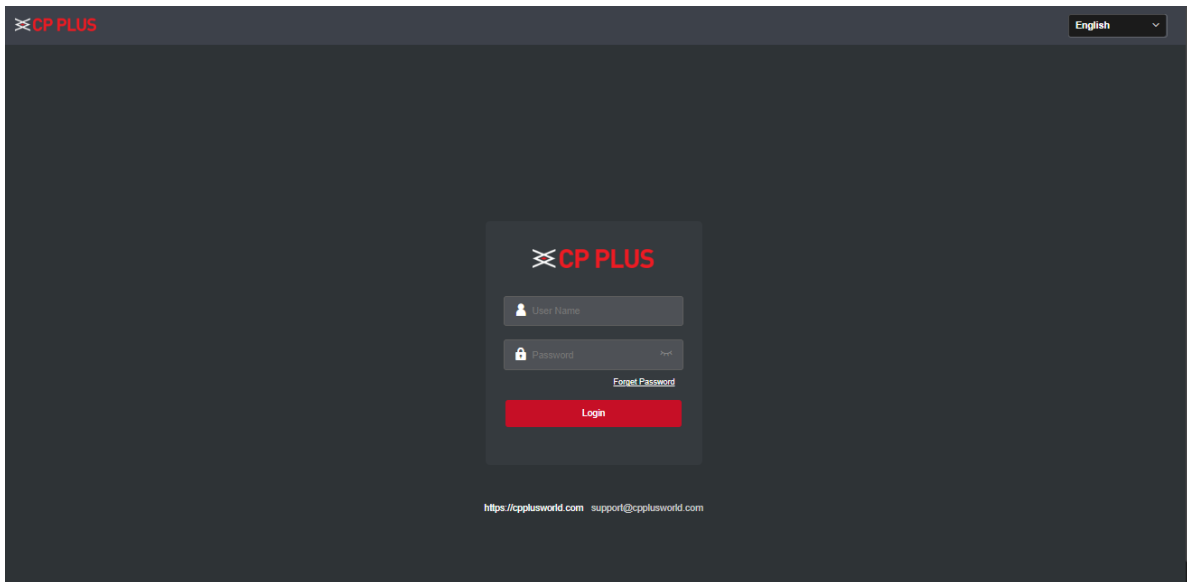 CP PLUS
English
CP PLUS
User Name
Password
Forget Password
Login
https://cpplusworld.com support@cpplusworld.com